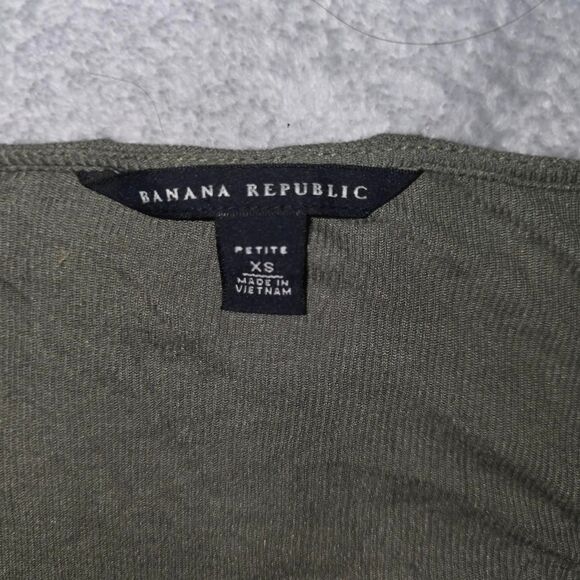 BANANA REPUBLIC
PETITE
XS
MADE IN
VIETNAM